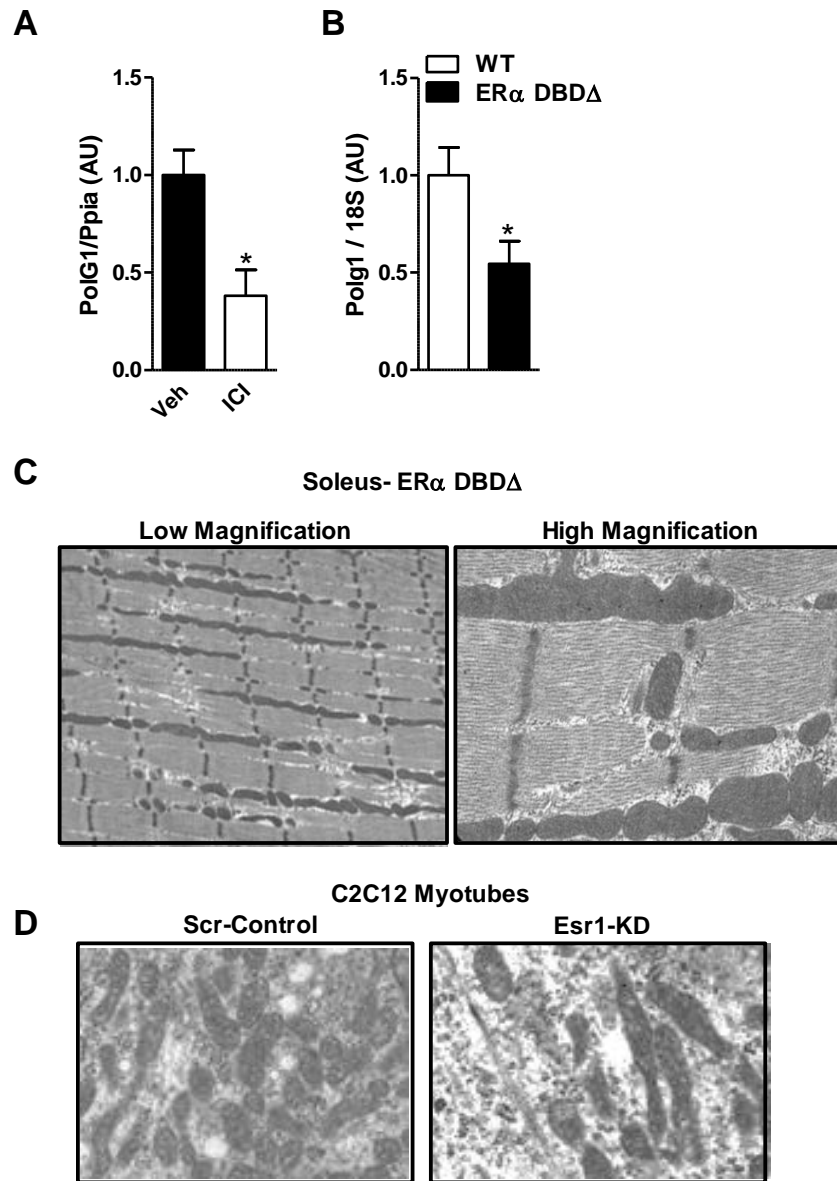 A
PolG1/Ppia (AU)
1.5
1.0
0.5
0.0
*
Veh
ICI
B
WT
ERα DBDΔ
Polg1 / 18S (AU)
1.5
1.0
0.5
0.0
*
C
Soleus- ERα DBDΔ
Low Magnification
High Magnification
C2C12 Myotubes
D
Scr-Control
Esr1-KD